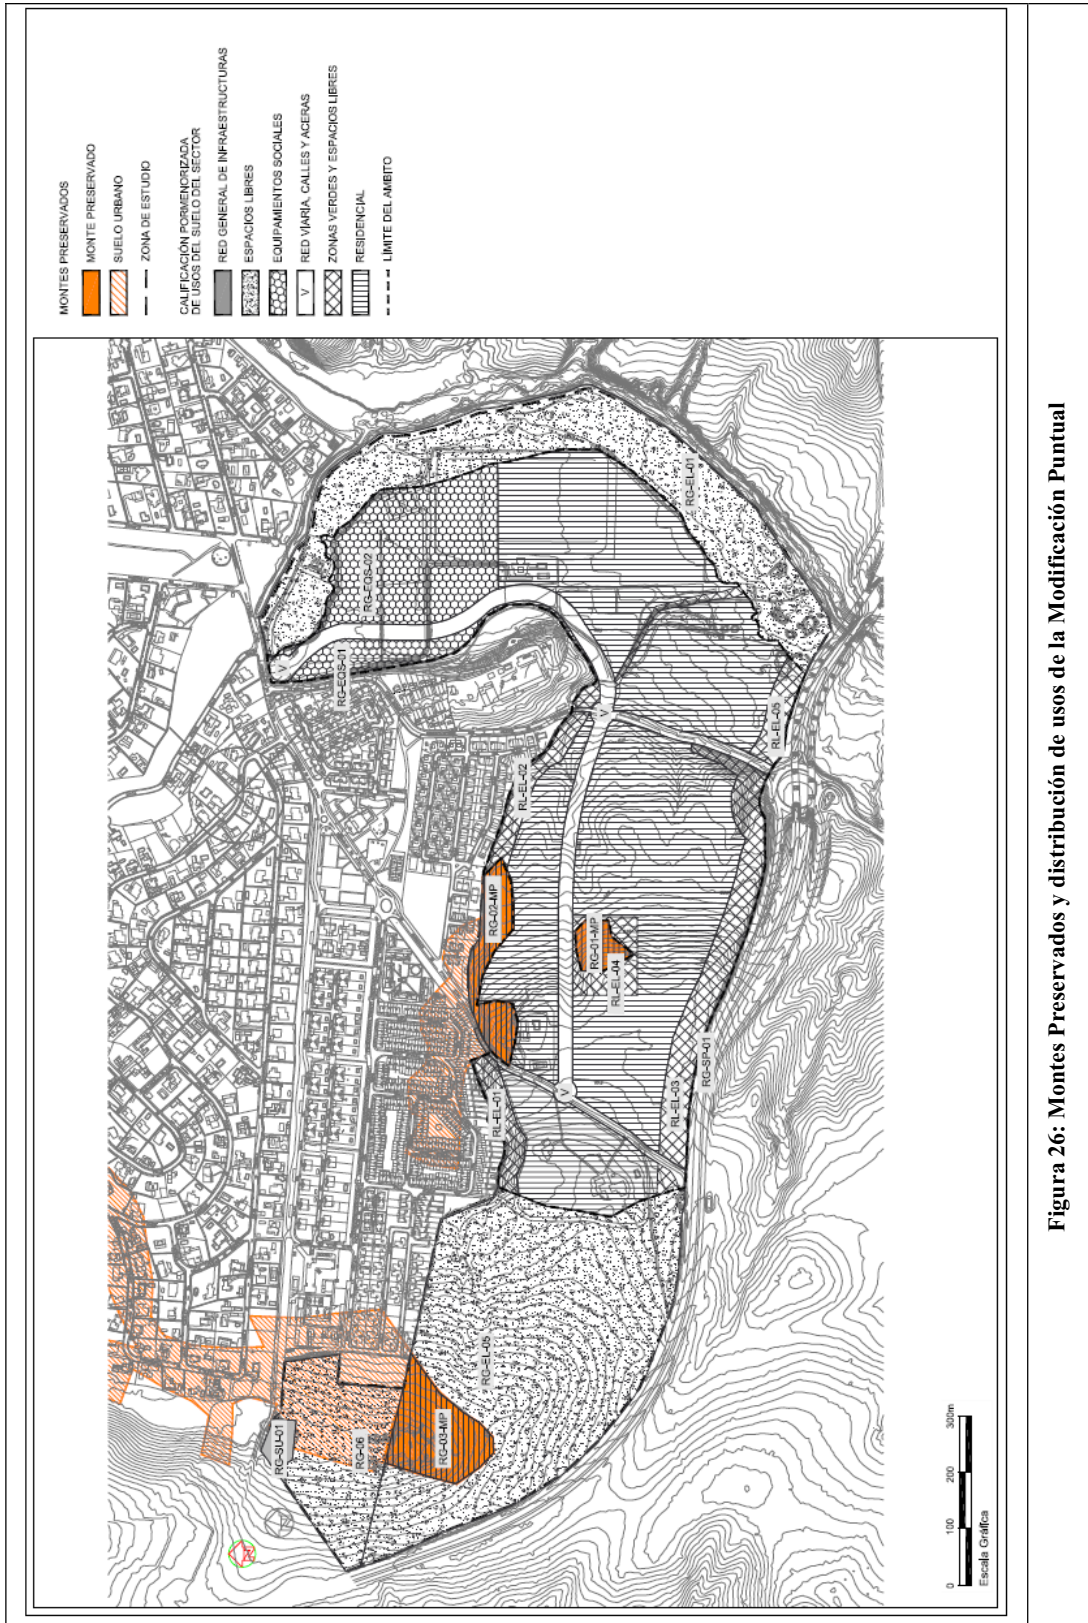 MONTES PRESERVADOS
MONTE PRESERVADO
SUELO URBANO
ZONA DE ESTUDIO
CALIFICACIÓN PORMENORIZADA
DE USOS DEL SUELO DEL SECTOR
RED GENERAL DE INFRAESTRUCTURAS
ESPACIOS LIBRES
EQUIPAMIENTOS SOCIALES
V
RED VIARIA, CALLES Y ACERAS
ZONAS VERDES Y ESPACIOS LIBRES
RESIDENCIAL
LÍMITE DEL AMBITO
RG-SU-01
RG-06
RG-03-MP
RG-EL-05
RL-EL-01
RG-02-MP
RL-EL-02
RG-EQS-01
V
RG-EQS-02
RG-EL-01
V
V
RG-01-MP
RL-EL-04
RL-EL-03
RG-SP-01
RL-EL-05
0
100
200
300m
Escala Gráfica
Figura 26: Montes Preservados y distribución de usos de la Modificación Puntual